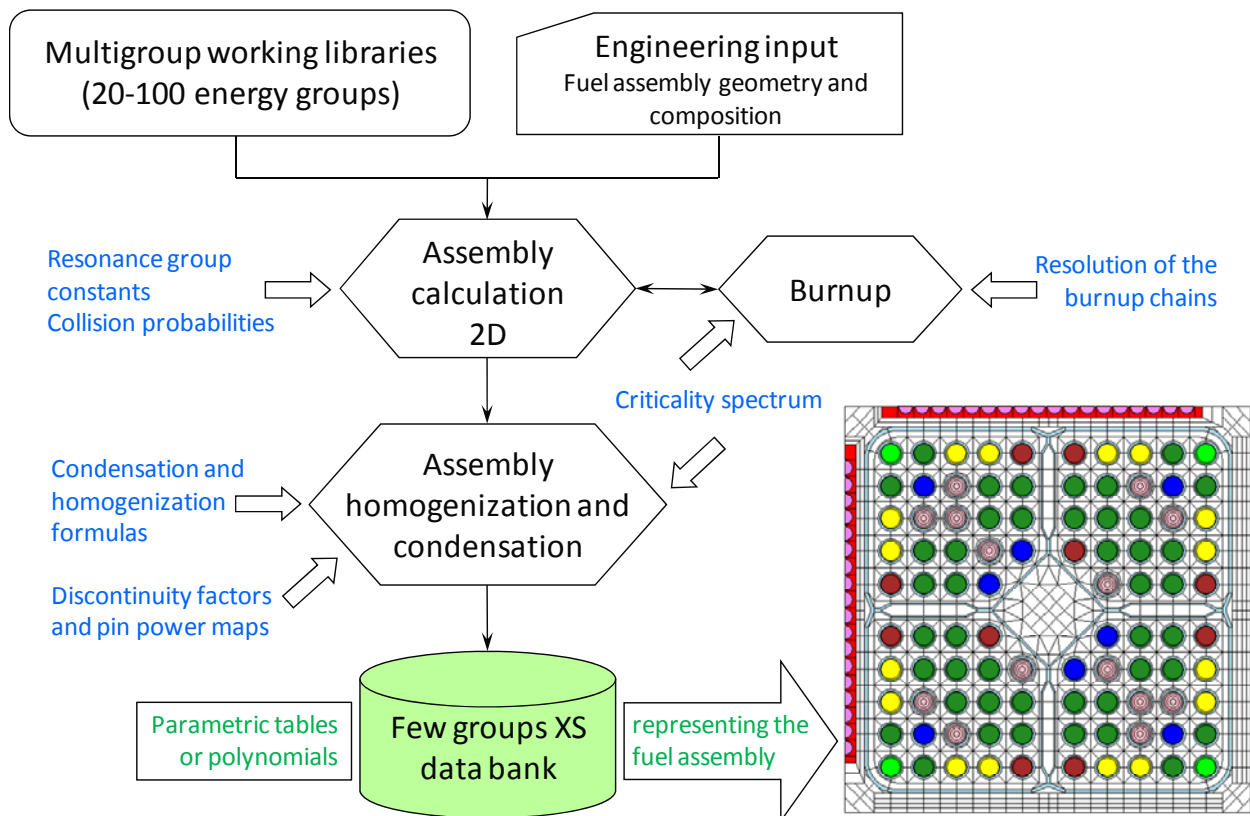 Multigroup working libraries
(20-100 energy groups)
Engineering input
Fuel assembly geometry and
composition
Resonance group
constants
Collision probabilities
Assembly
calculation
2D
Burnup
Resolution of the
burnup chains
Criticality spectrum
Condensation and
homogenization
formulas
Assembly
homogenization and
condensation
Discontinuity factors
and pin power maps
Parametric tables
or polynomials
Few groups XS
data bank
representing the
fuel assembly